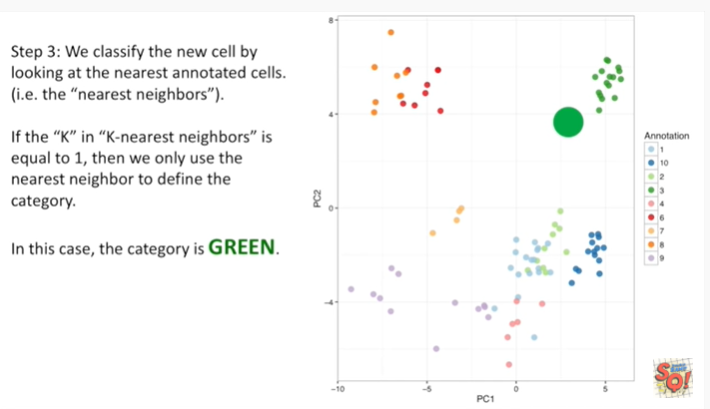 Step 3: We classify the new cell by
looking at the nearest annotated cells.
(i.e. the “nearest neighbors”).
If the “K” in “K-nearest neighbors” is
equal to 1, then we only use the
nearest neighbor to define the
category.
In this case, the category is GREEN.
8
4
0
-4
PC2
-10
-5
0
5
PC1
Annotation
1
10
2
3
4
6
7
8
9
SO!